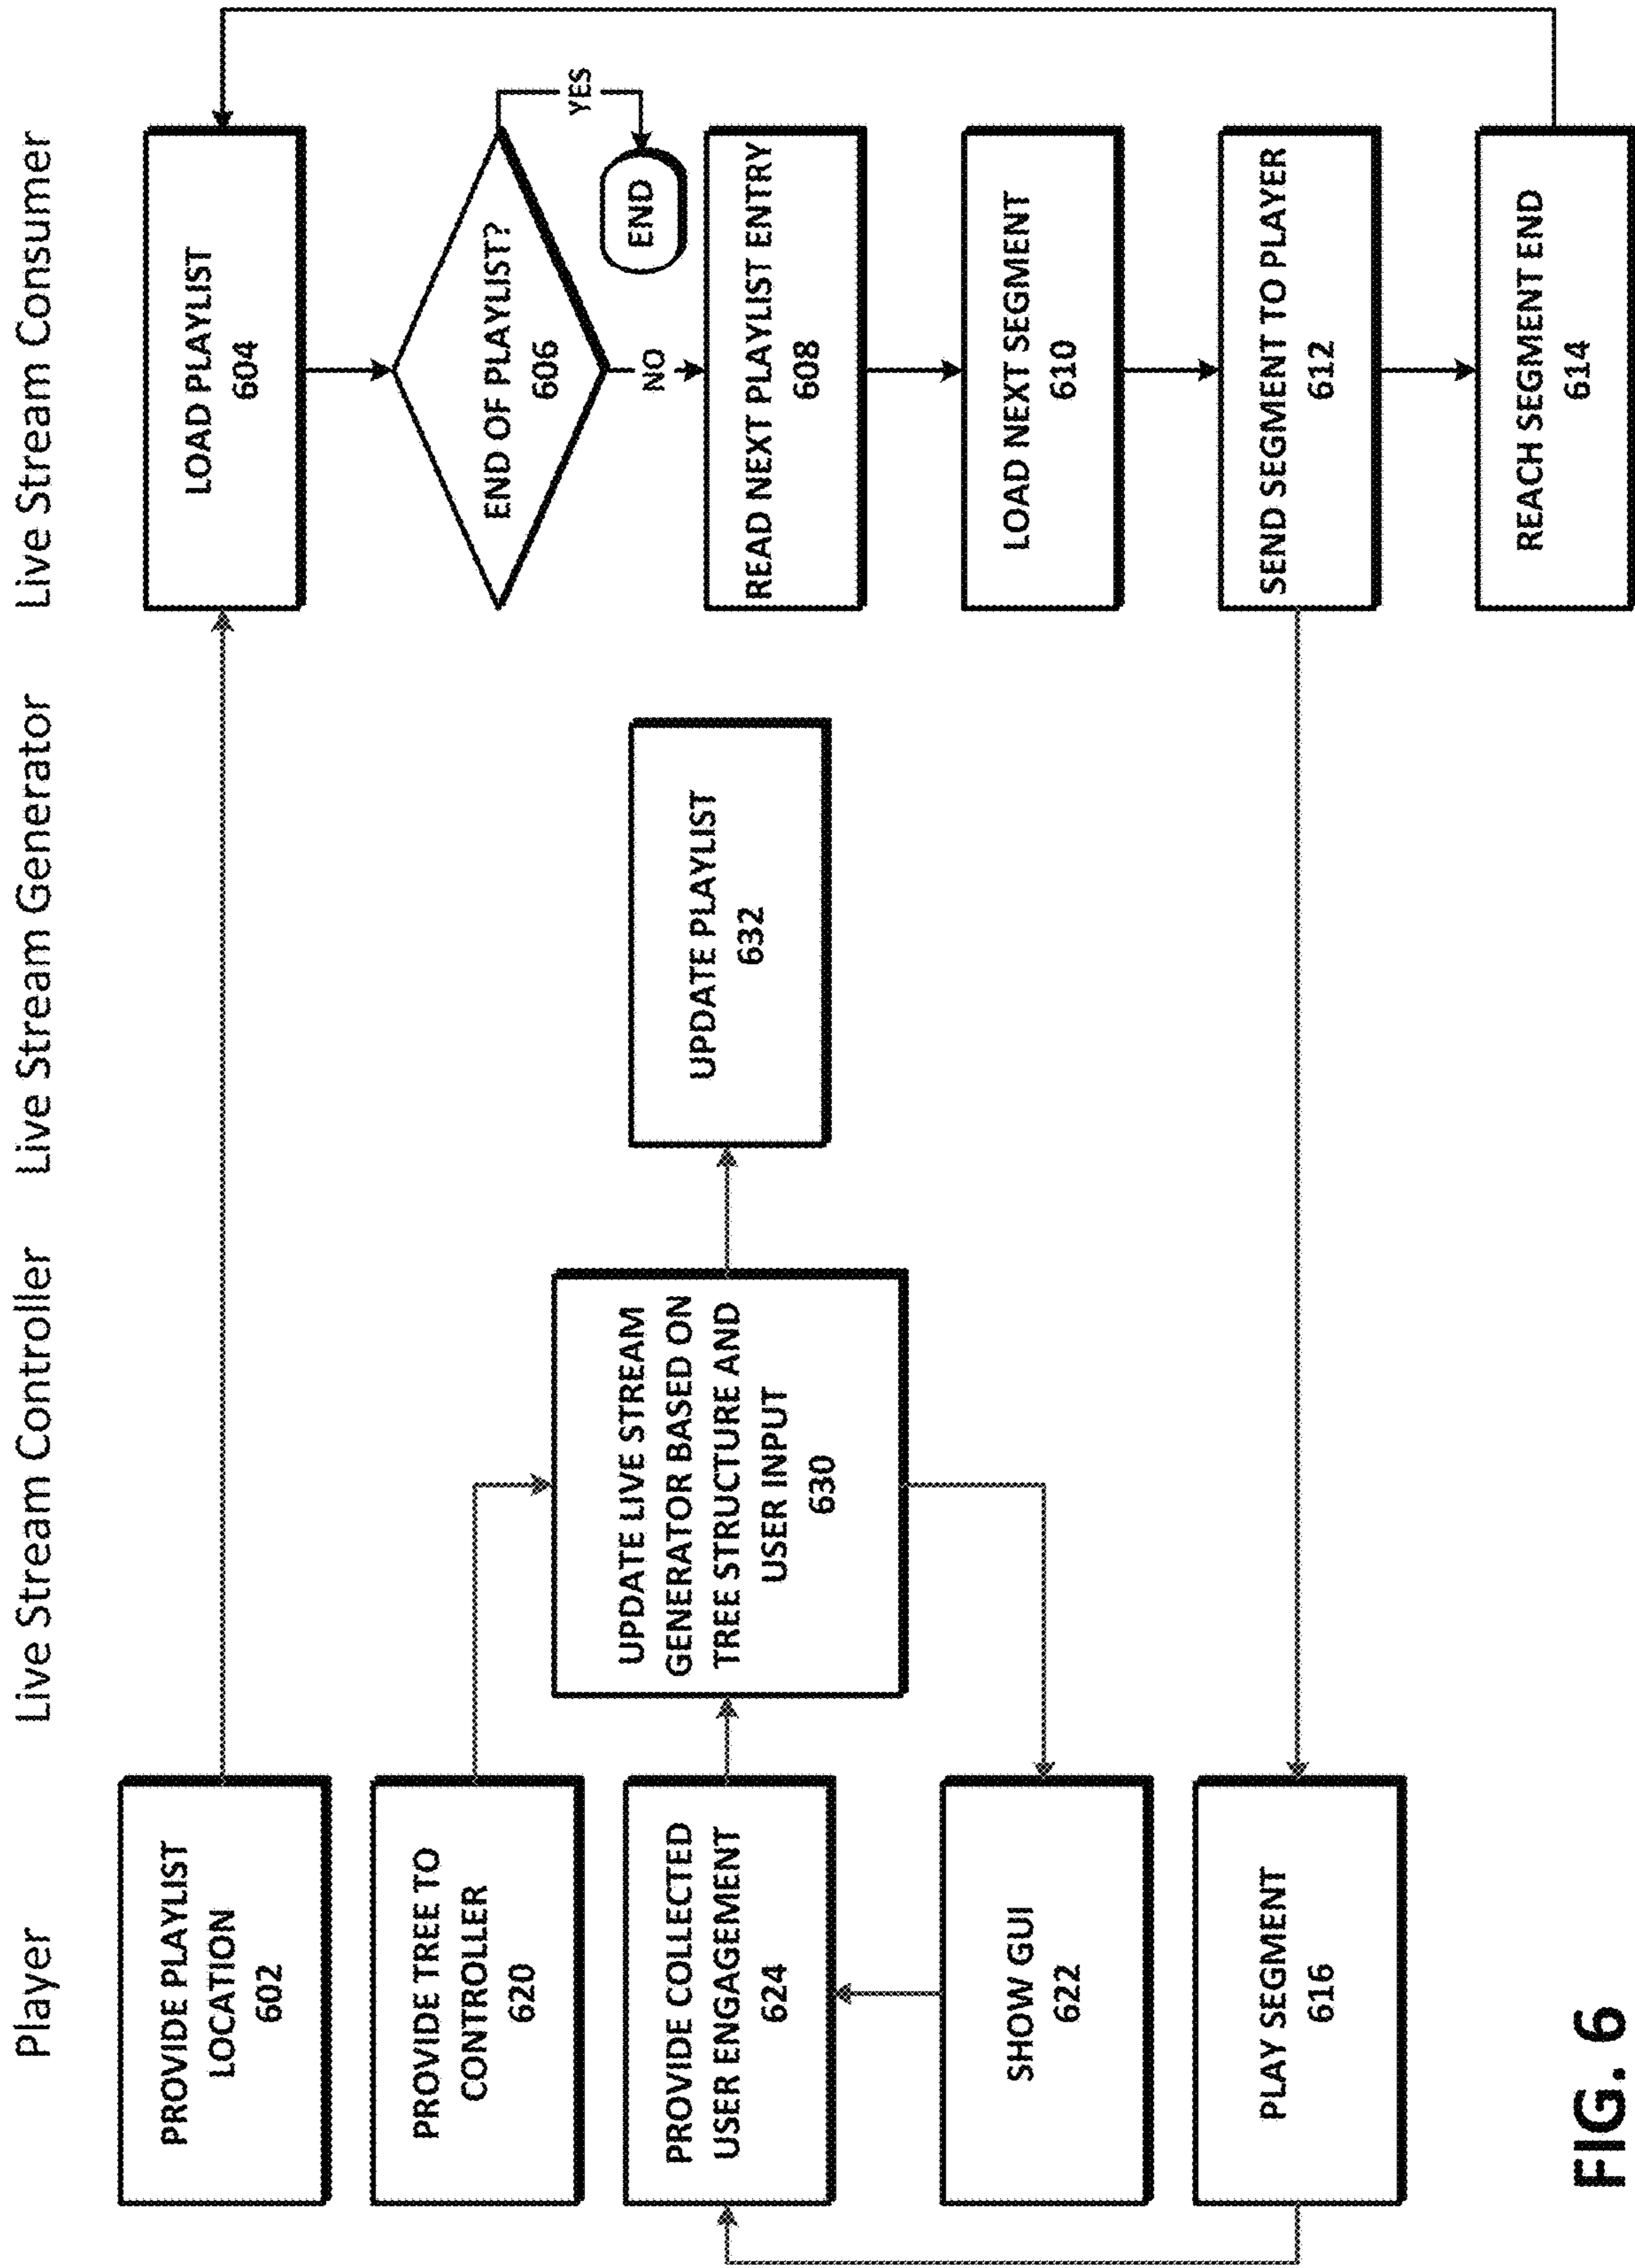 Player
Live Stream Controller
Live Stream Generator
Live Stream Consumer
PROVIDE PLAYLIST
LOCATION
602
PROVIDE TREE TO
CONTROLLER
620
PROVIDE COLLECTED
USER ENGAGEMENT
624
SHOW GUI
622
PLAY SEGMENT
616
UPDATE LIVE STREAM
GENERATOR BASED ON
TREE STRUCTURE AND
USER INPUT
630
UPDATE PLAYLIST
632
LOAD PLAYLIST
604
END OF PLAYLIST?
606
YES
END
NO
READ NEXT PLAYLIST ENTRY
608
LOAD NEXT SEGMENT
610
SEND SEGMENT TO PLAYER
612
REACH SEGMENT END
614
FIG. 6